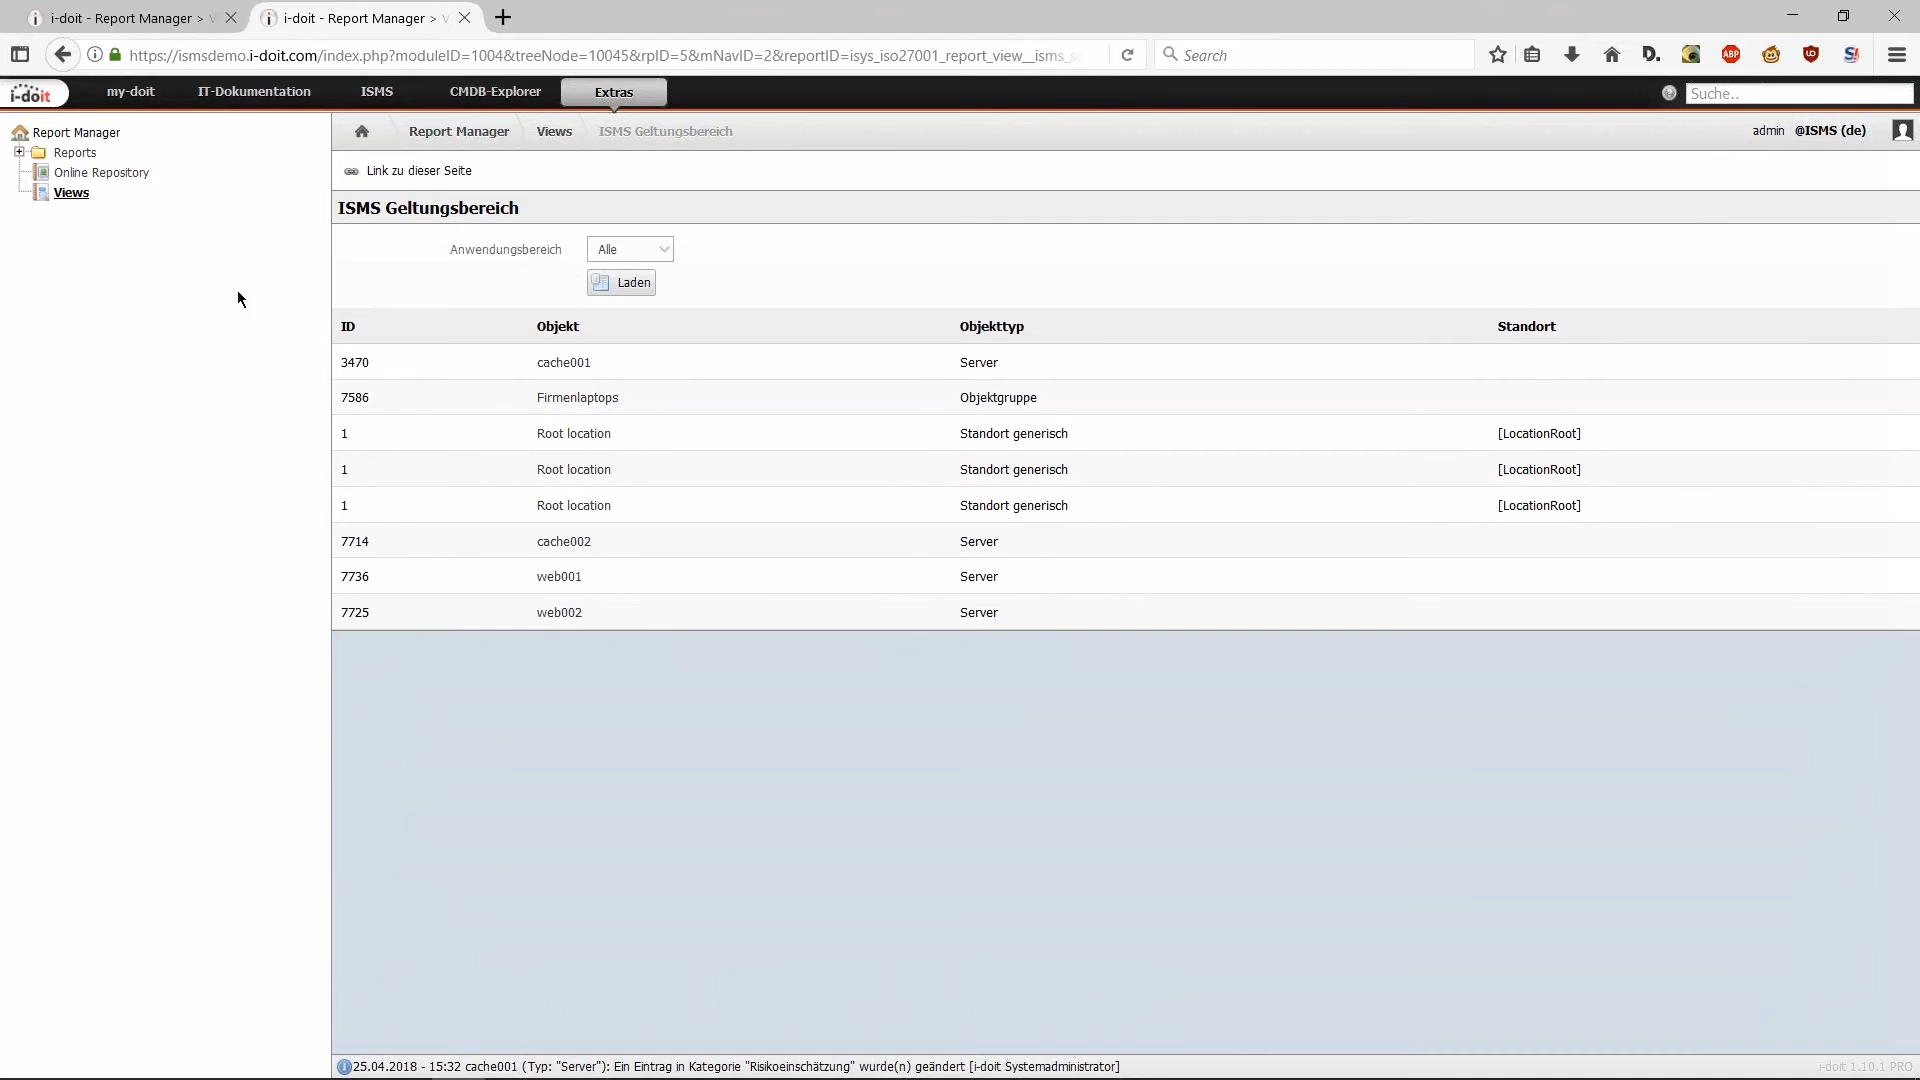 i-doit - Report Manager > V
i-doit - Report Manager > V
https://ismsdemo.i-doit.com/index.php?moduleID=1004&treeNode=10045&rpID=5&mNavID=2&reportID=isys_iso27001_report_view__isms_s
Search
D.
ABP
i-doit
my-doit
IT-Dokumentation
ISMS
CMDB-Explorer
Extras
Suche..
Report Manager
Reports
Online Repository
Views
Report Manager
Views
ISMS Geltungsbereich
admin @ISMS (de)
Link zu dieser Seite
ISMS Geltungsbereich
Anwendungsbereich
Alle
Laden
ID Objekt Objekttyp Standort
3470 cache001 Server
7586 Firmenlaptops Objektgruppe
1 Root location Standort generisch [LocationRoot]
1 Root location Standort generisch [LocationRoot]
1 Root location Standort generisch [LocationRoot]
7714 cache002 Server
7736 web001 Server
7725 web002 Server
25.04.2018 - 15:32 cache001 (Typ: "Server"): Ein Eintrag in Kategorie "Risikoeinschätzung" wurde(n) geändert [i-doit Systemadministrator]
i-doit 1.10.1 PRO